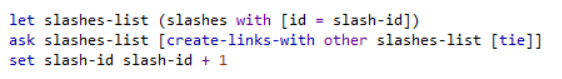 let slashes-list (slashes with [id = slash-id])
ask slashes-list [create-links-with other slashes-list [tie]]
set slash-id slash-id + 1